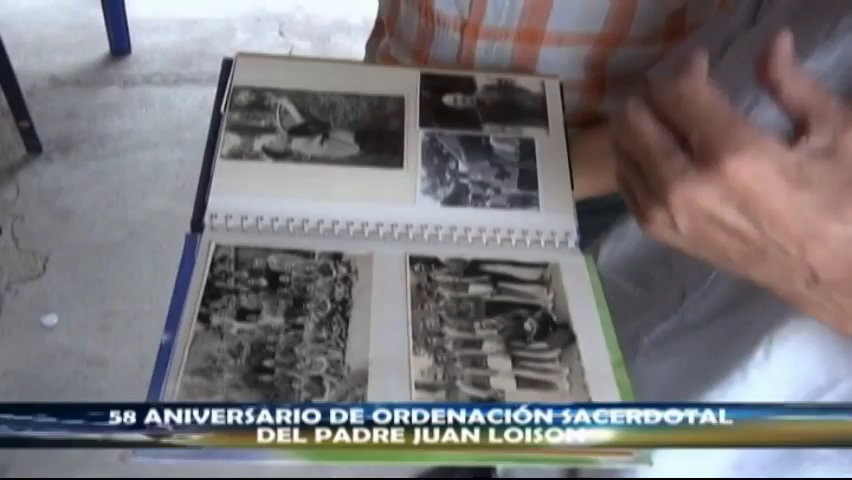 58 ANIVERSARIO DE ORDENACIÓN SACERDOTAL
DEL PADRE JUAN LOISON